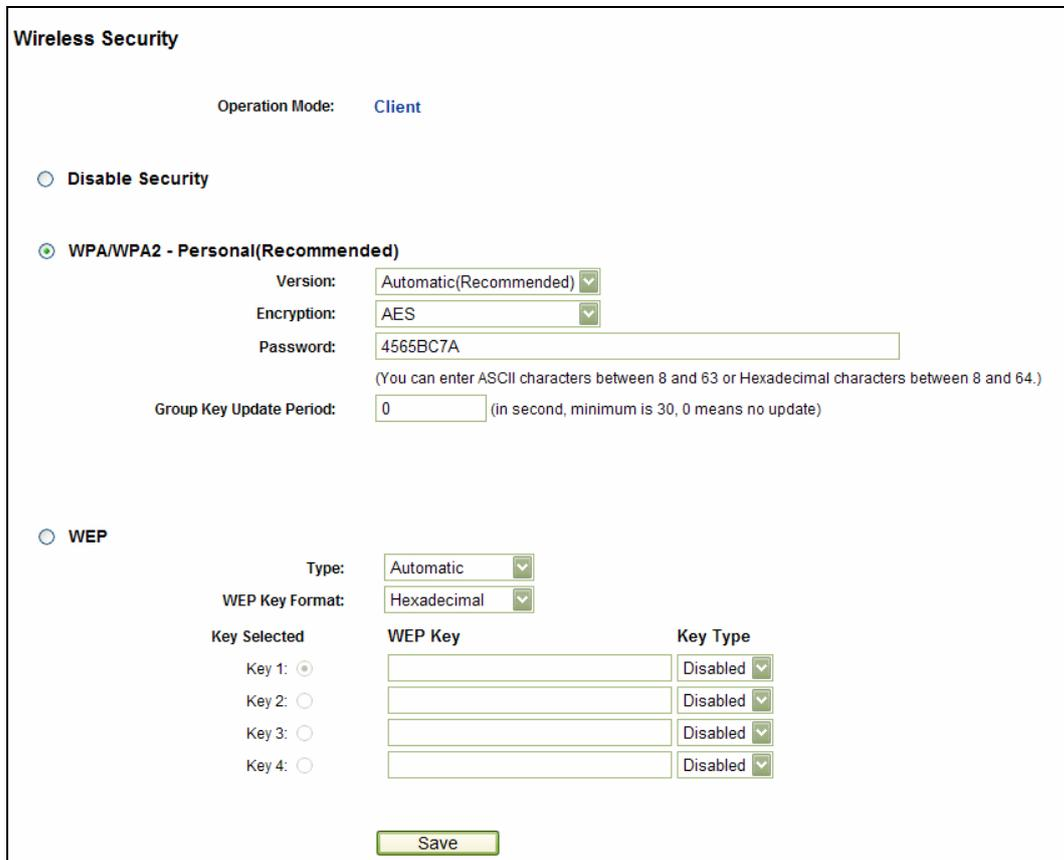 Wireless Security
Operation Mode: Client
Disable Security
WPA/WPA2 - Personal(Recommended)
Version: Automatic(Recommended)
Encryption: AES
Password: 4565BC7A
(You can enter ASCII characters between 8 and 63 or Hexadecimal characters between 8 and 64.)
Group Key Update Period: 0 (in second, minimum is 30, 0 means no update)
WEP
Type: Automatic
WEP Key Format: Hexadecimal
Key Selected WEP Key Key Type
Key 1: Disabled
Key 2: Disabled
Key 3: Disabled
Key 4: Disabled
Save